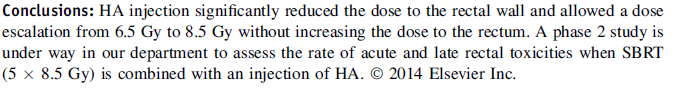 Conclusions: HA injection significantly reduced the dose to the rectal wall and allowed a dose
escalation from 6.5 Gy to 8.5 Gy without increasing the dose to the rectum. A phase 2 study is
under way in our department to assess the rate of acute and late rectal toxicities when SBRT
(5 × 8.5 Gy) is combined with an injection of HA. © 2014 Elsevier Inc.